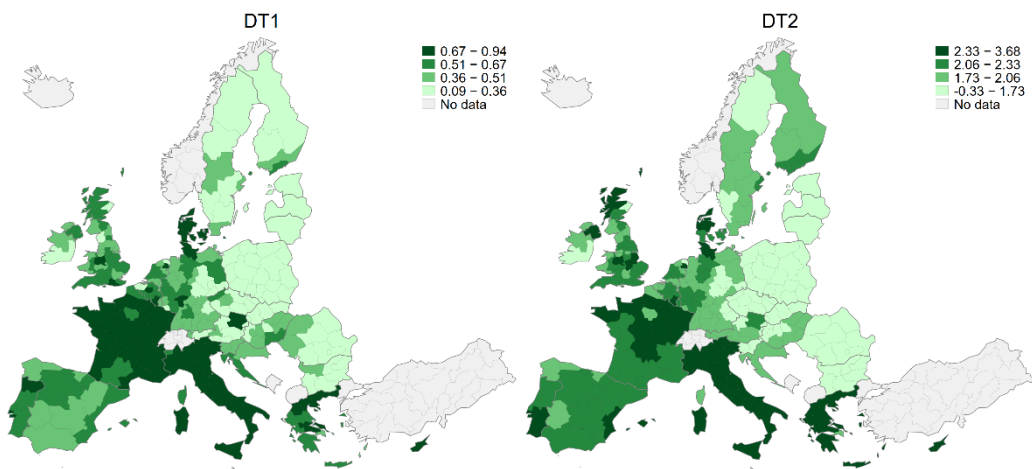 DT1
0.67 – 0.94
0.51 – 0.67
0.36 – 0.51
0.09 – 0.36
No data
DT2
2.33 – 3.68
2.06 – 2.33
1.73 – 2.06
-0.33 – 1.73
No data